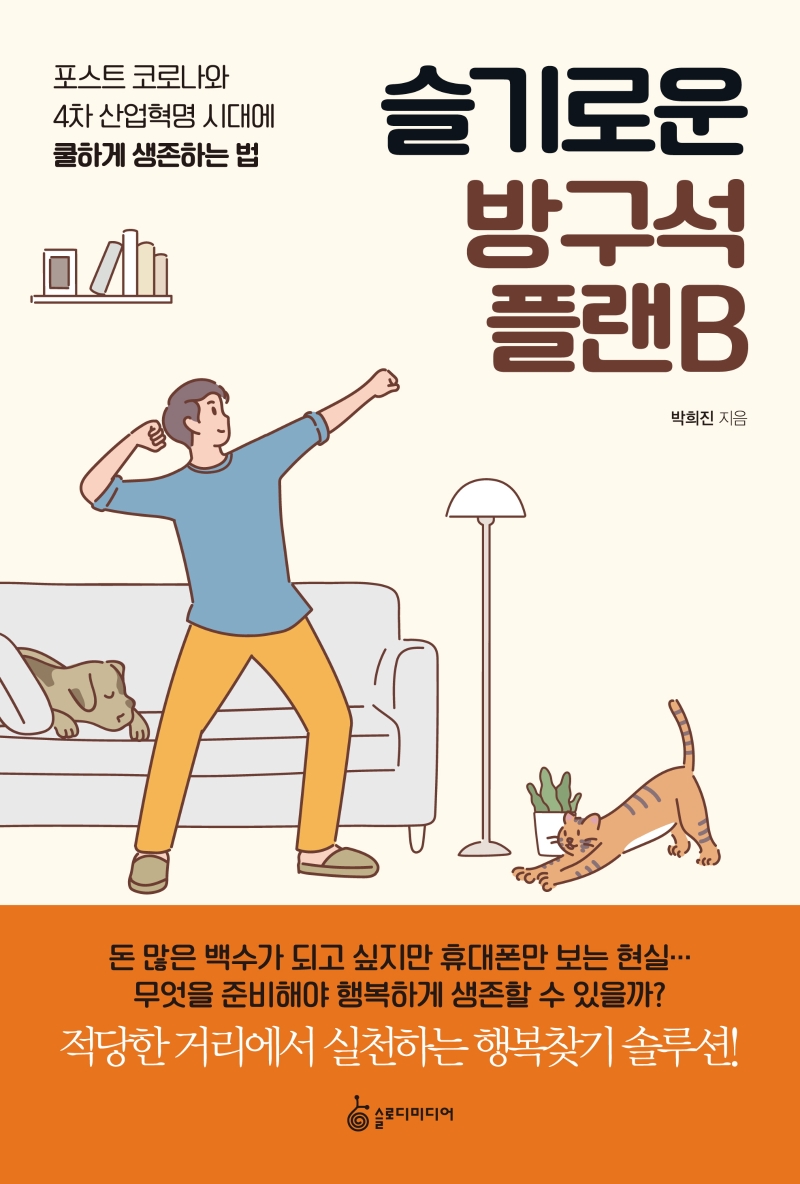 포스트 코로나와
4차 산업혁명 시대에
쿨하게 생존하는 법
슬기로운
방구석
플랜B
박희진 지음
돈 많은 백수가 되고 싶지만 휴대폰만 보는 현실…
무엇을 준비해야 행복하게 생존할 수 있을까?
적당한 거리에서 실천하는 행복찾기 솔루션!
슬로디미디어